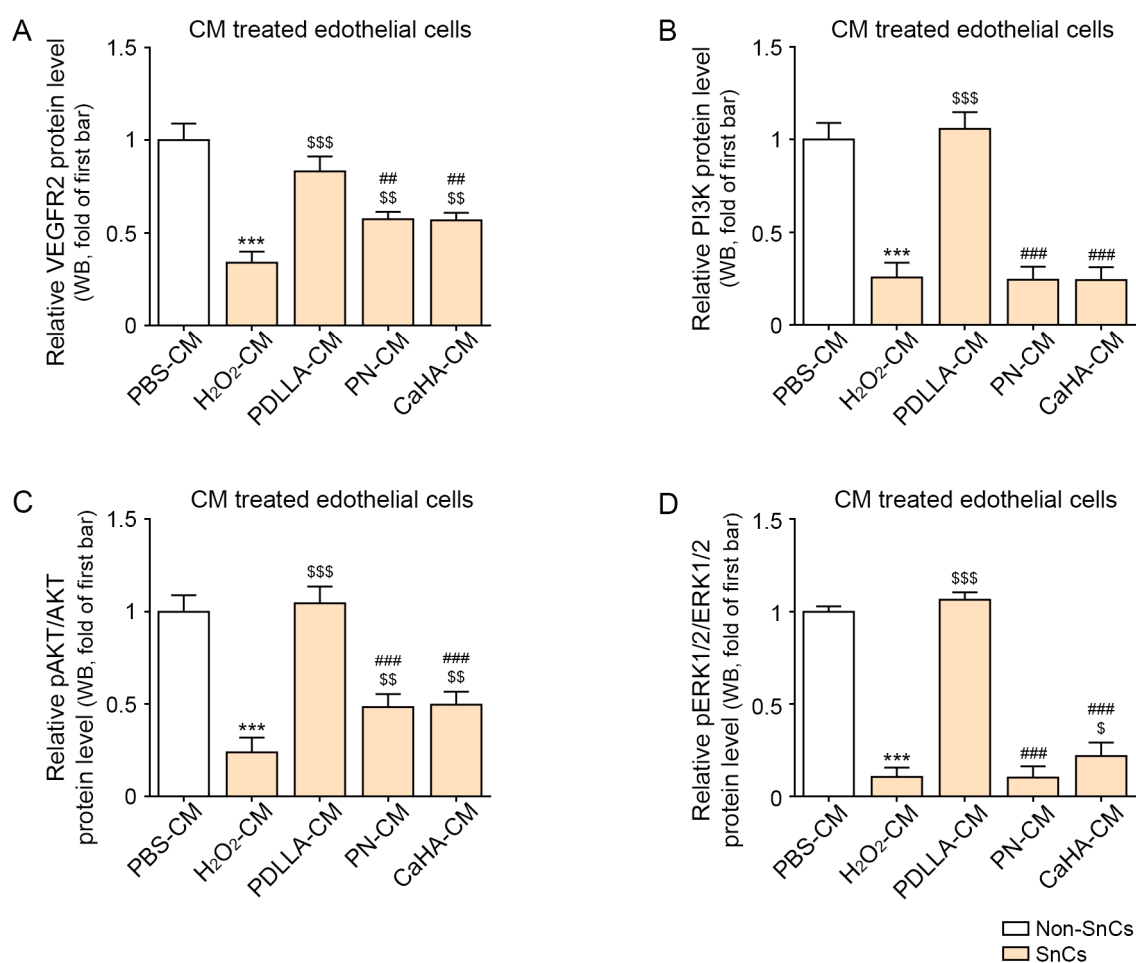 A
CM treated edothelial cells
Relative VEGFR2 protein level
(WB, fold of first bar)
1.5
1
0.5
0
***
$$$
##
$$
##
$$
PBS-CM
H₂O₂-CM
PDLLA-CM
PN-CM
CaHA-CM
B
CM treated edothelial cells
Relative PI3K protein level
(WB, fold of first bar)
1.5
1
0.5
0
***
$$$
###
###
PBS-CM
H₂O₂-CM
PDLLA-CM
PN-CM
CaHA-CM
C
CM treated edothelial cells
Relative pAKT/AKT
protein level (WB, fold of first bar)
1.5
1
0.5
0
***
$$$
###
$$
###
$$
PBS-CM
H₂O₂-CM
PDLLA-CM
PN-CM
CaHA-CM
D
CM treated edothelial cells
Relative pERK1/2/ERK1/2
protein level (WB, fold of first bar)
1.5
1
0.5
0
***
$$$
###
###
$
PBS-CM
H₂O₂-CM
PDLLA-CM
PN-CM
CaHA-CM
Non-SnCs
SnCs